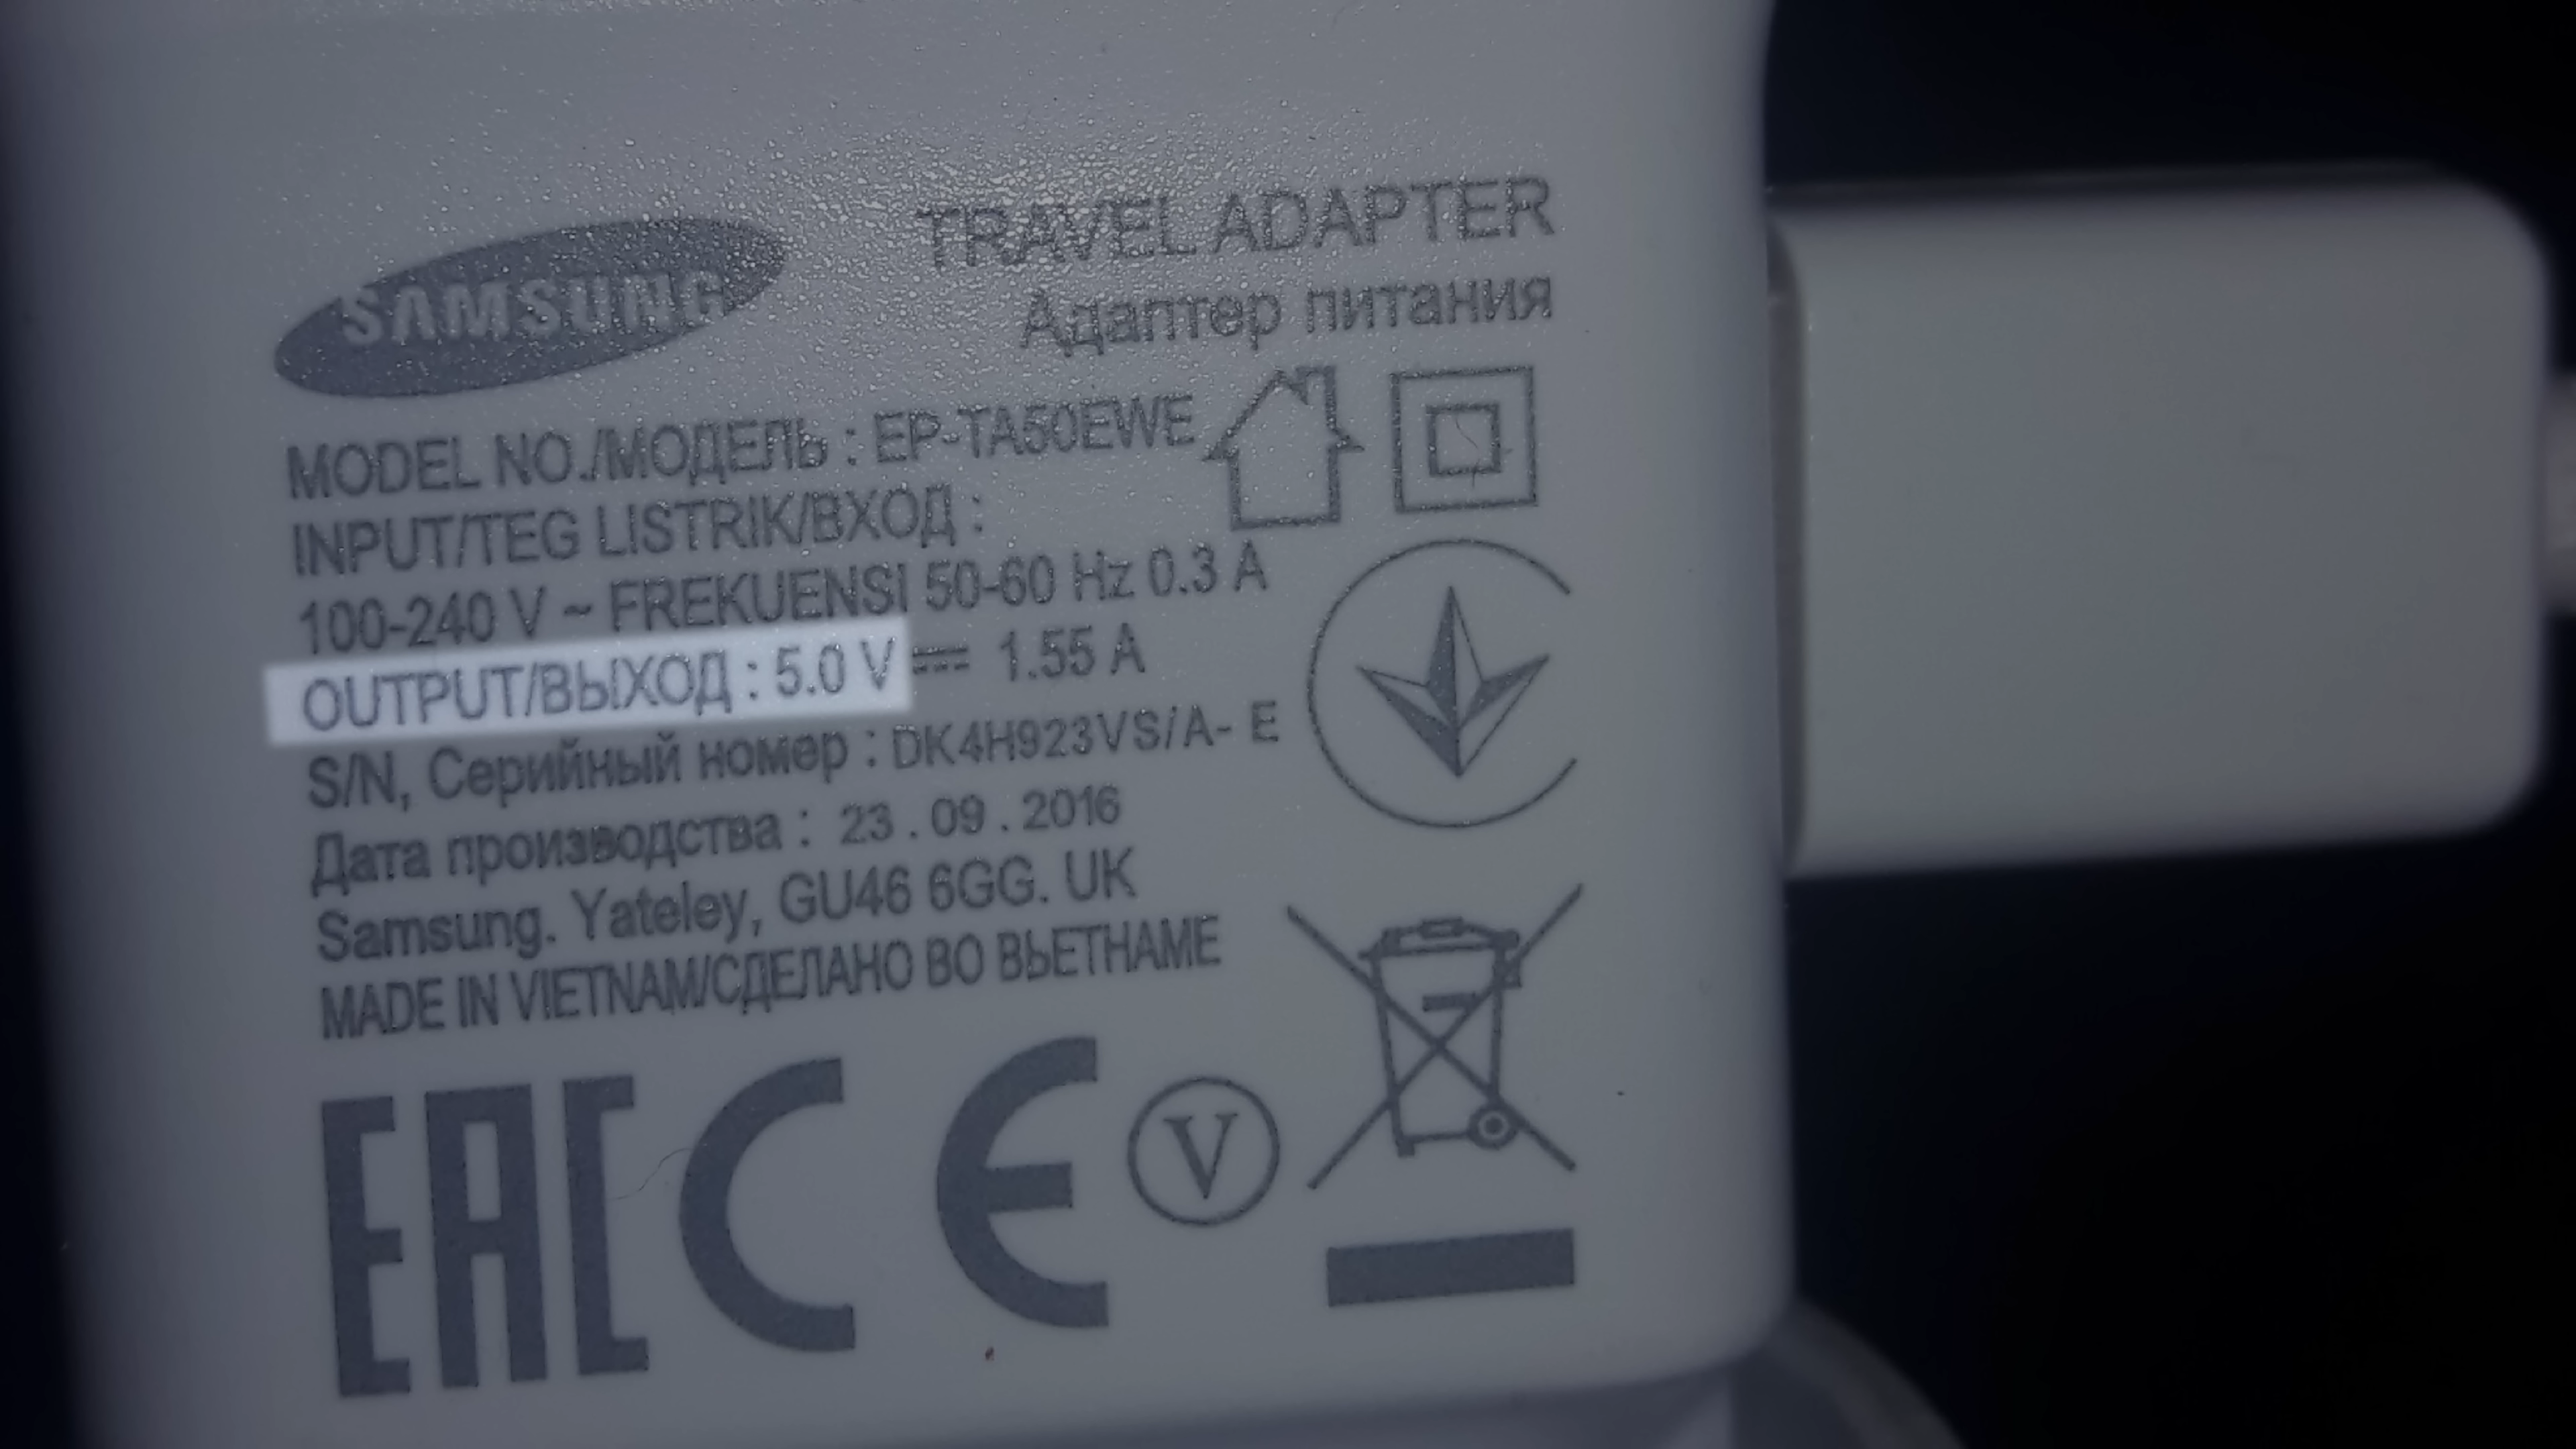 SAMSUNG
TRAVEL ADAPTER
Адаптер питания
MODEL NO./МОДЕЛЬ : EP-TA50EWE
INPUT/TEG LISTRIK/ВХОД :
100-240 V ~ FREKUENSI 50-60 Hz 0.3 A
OUTPUT/ВЫХОД : 5.0 V ⎓ 1.55 A
S/N, Серийный номер : DK4H923VS/A- E
Дата производства : 23 . 09 . 2016
Samsung. Yateley, GU46 6GG. UK
MADE IN VIETNAM/СДЕЛАНО ВО ВЬЕТНАМЕ
EAC CE V